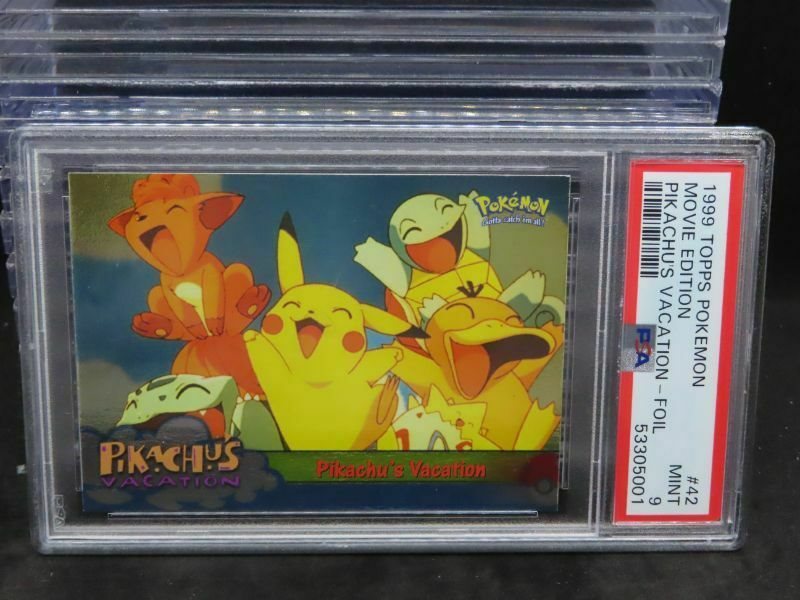 POKéMON
Gotta catch 'em all!
PIKACHU'S
VACATION
Pikachu's Vacation
1999 TOPPS POKEMON
MOVIE EDITION
PIKACHU'S VACATION-FOIL
PSA
#42
MINT
9
53305001